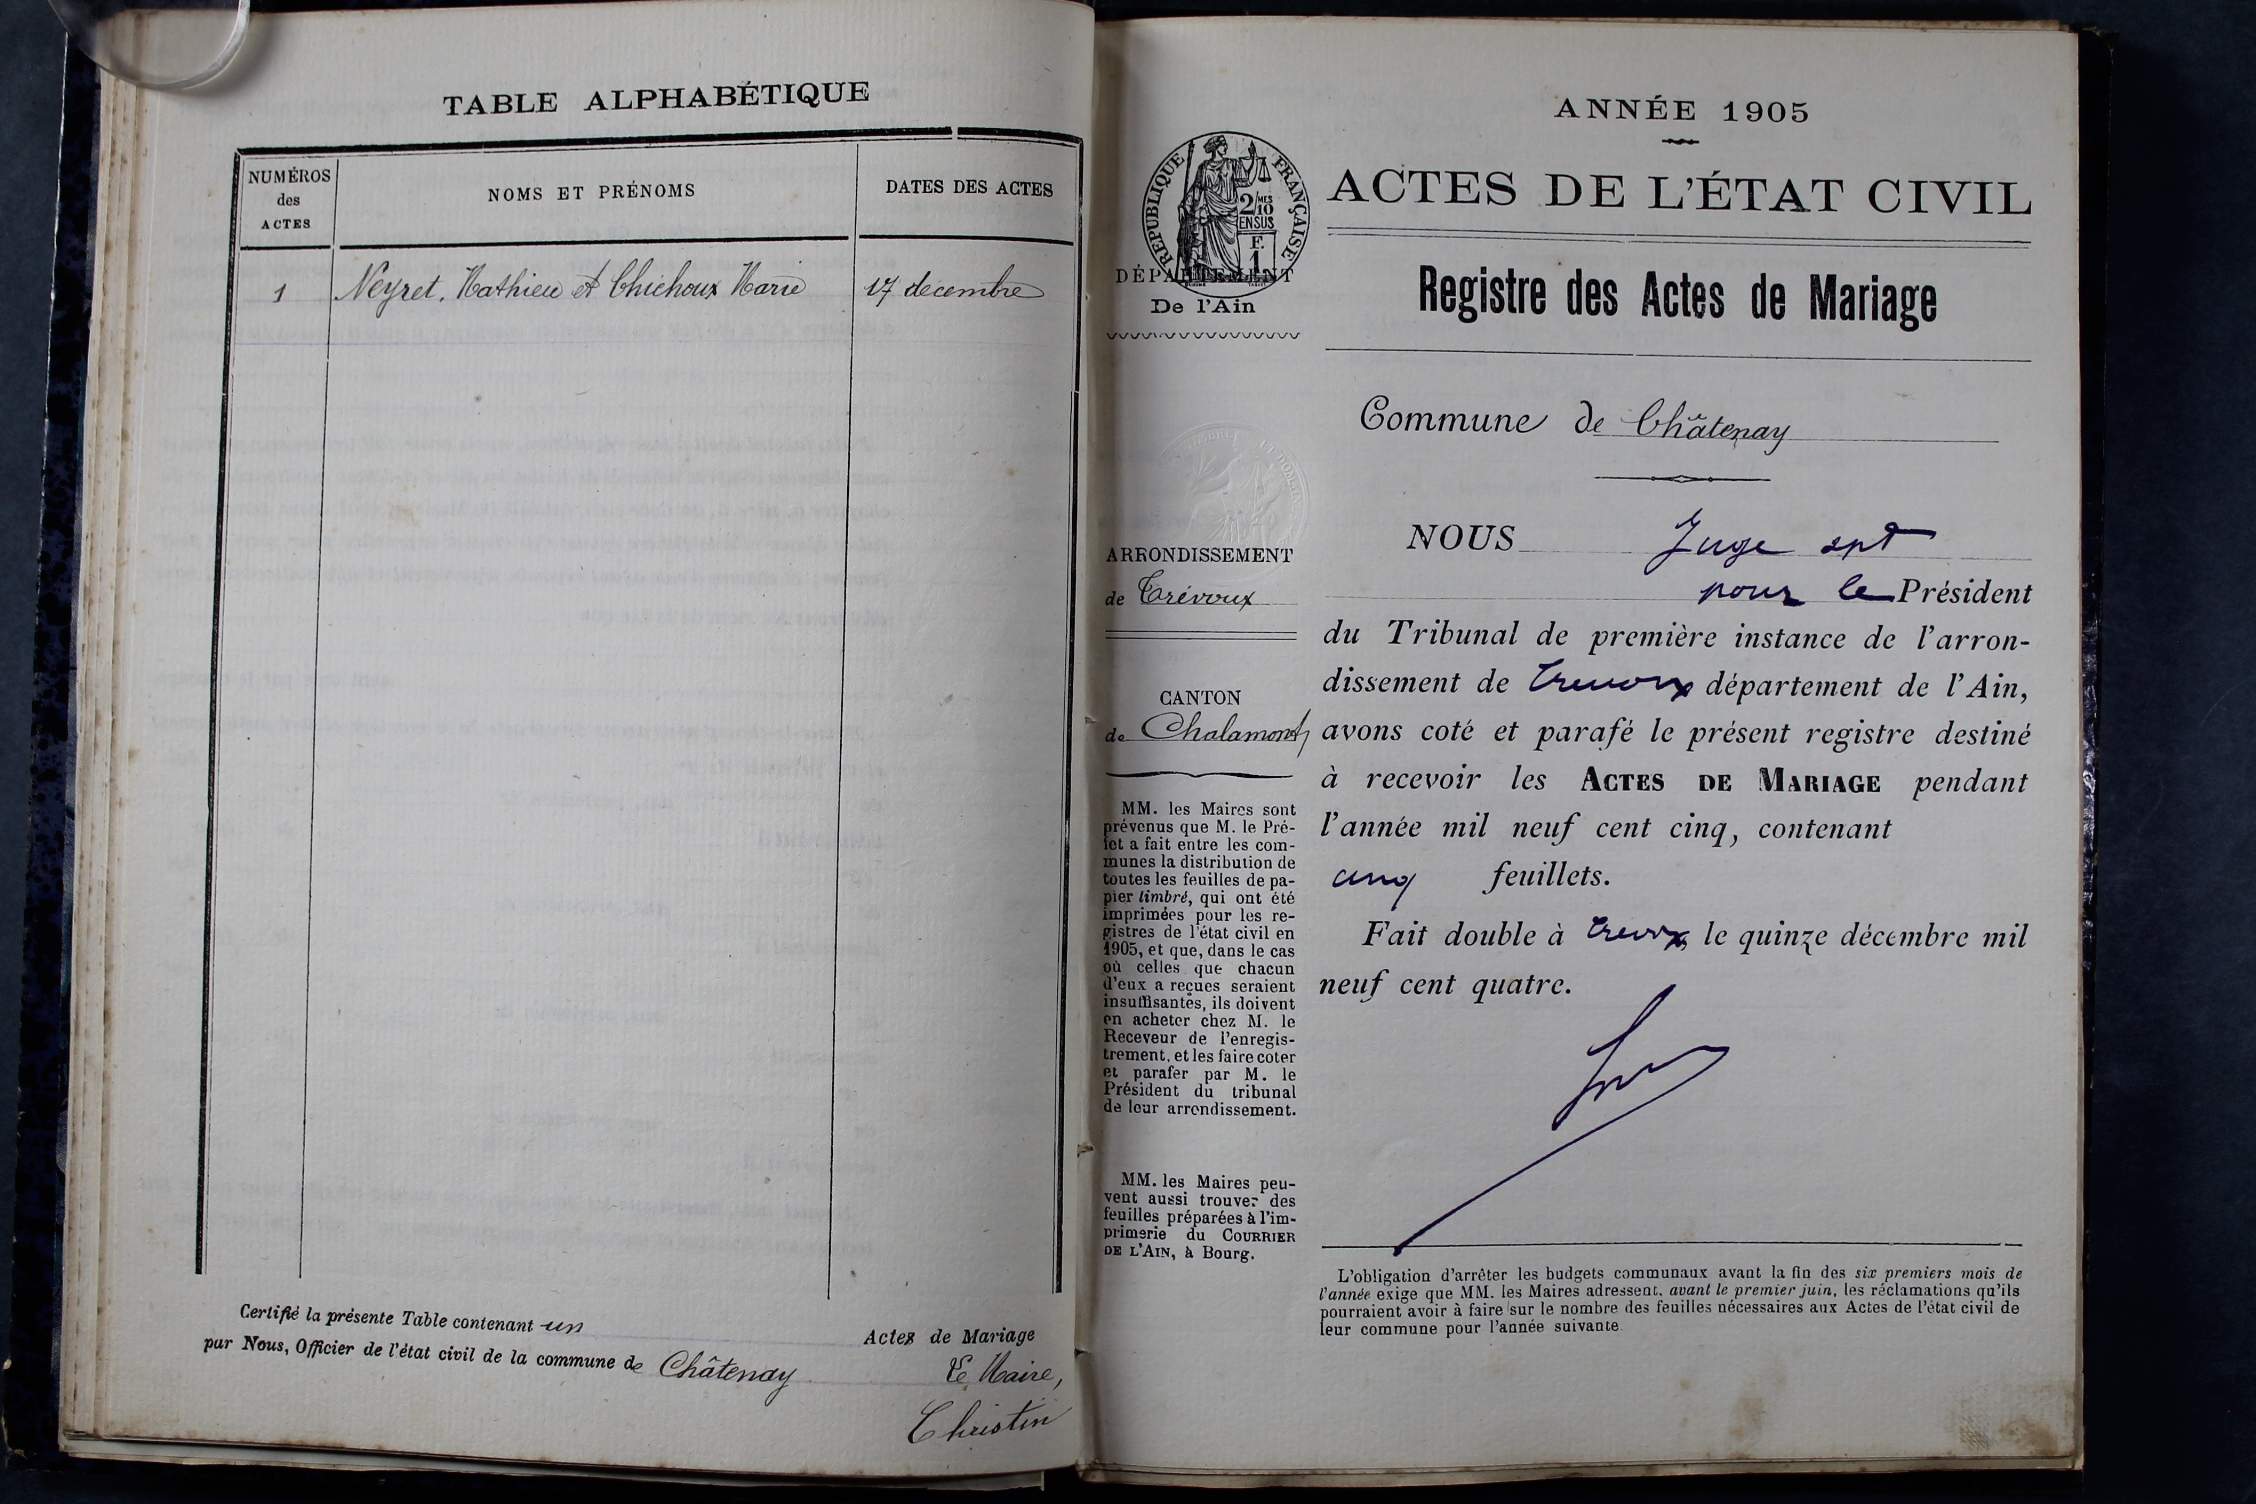 TABLE ALPHABÉTIQUE
NUMÉROS
des
ACTES
NOMS ET PRÉNOMS
DATES DES ACTES
1 Neyret, Mathieu et Chichoux Marie 17 décembre
Certifié la présente Table contenant un Actes de Mariage
par Nous, Officier de l'état civil de la commune de Châtenay
Le Maire,
Christin
RÉPUBLIQUE FRANÇAISE
2/10 MES
EN SUS
F.
1
DÉPARTEMENT
De l'Ain
ARRONDISSEMENT
de Trévoux
CANTON
de Chalamont
MM. les Maires sont
prévenus que M. le Pré-
fet a fait entre les com-
munes la distribution de
toutes les feuilles de pa-
pier timbré, qui ont été
imprimées pour les re-
gistres de l'état civil en
1905, et que, dans le cas
où celles que chacun
d'eux a reçues seraient
insuffisantes, ils doivent
en acheter chez M. le
Receveur de l'enregis-
trement, et les faire coter
et parafer par M. le
Président du tribunal
de leur arrondissement.
MM. les Maires peu-
vent aussi trouver des
feuilles préparées à l'im-
primerie du COURRIER
DE L'AIN, à Bourg.
ANNÉE 1905
ACTES DE L'ÉTAT CIVIL
Registre des Actes de Mariage
Commune de Châtenay
NOUS Juge spt
pour le Président
du Tribunal de première instance de l'arron-
dissement de Trevoux département de l'Ain,
avons coté et parafé le présent registre destiné
à recevoir les ACTES DE MARIAGE pendant
l'année mil neuf cent cinq, contenant
cinq feuillets.
Fait double à Trevoux, le quinze décembre mil
neuf cent quatre.
L'obligation d'arrêter les budgets communaux avant la fin des six premiers mois de
l'année exige que MM. les Maires adressent, avant le premier juin, les réclamations qu'ils
pourraient avoir à faire sur le nombre des feuilles nécessaires aux Actes de l'état civil de
leur commune pour l'année suivante.